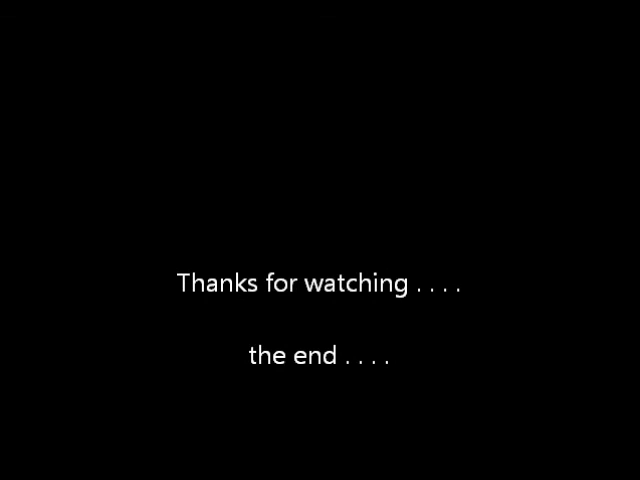 Thanks for watching . . . .
the end . . . .